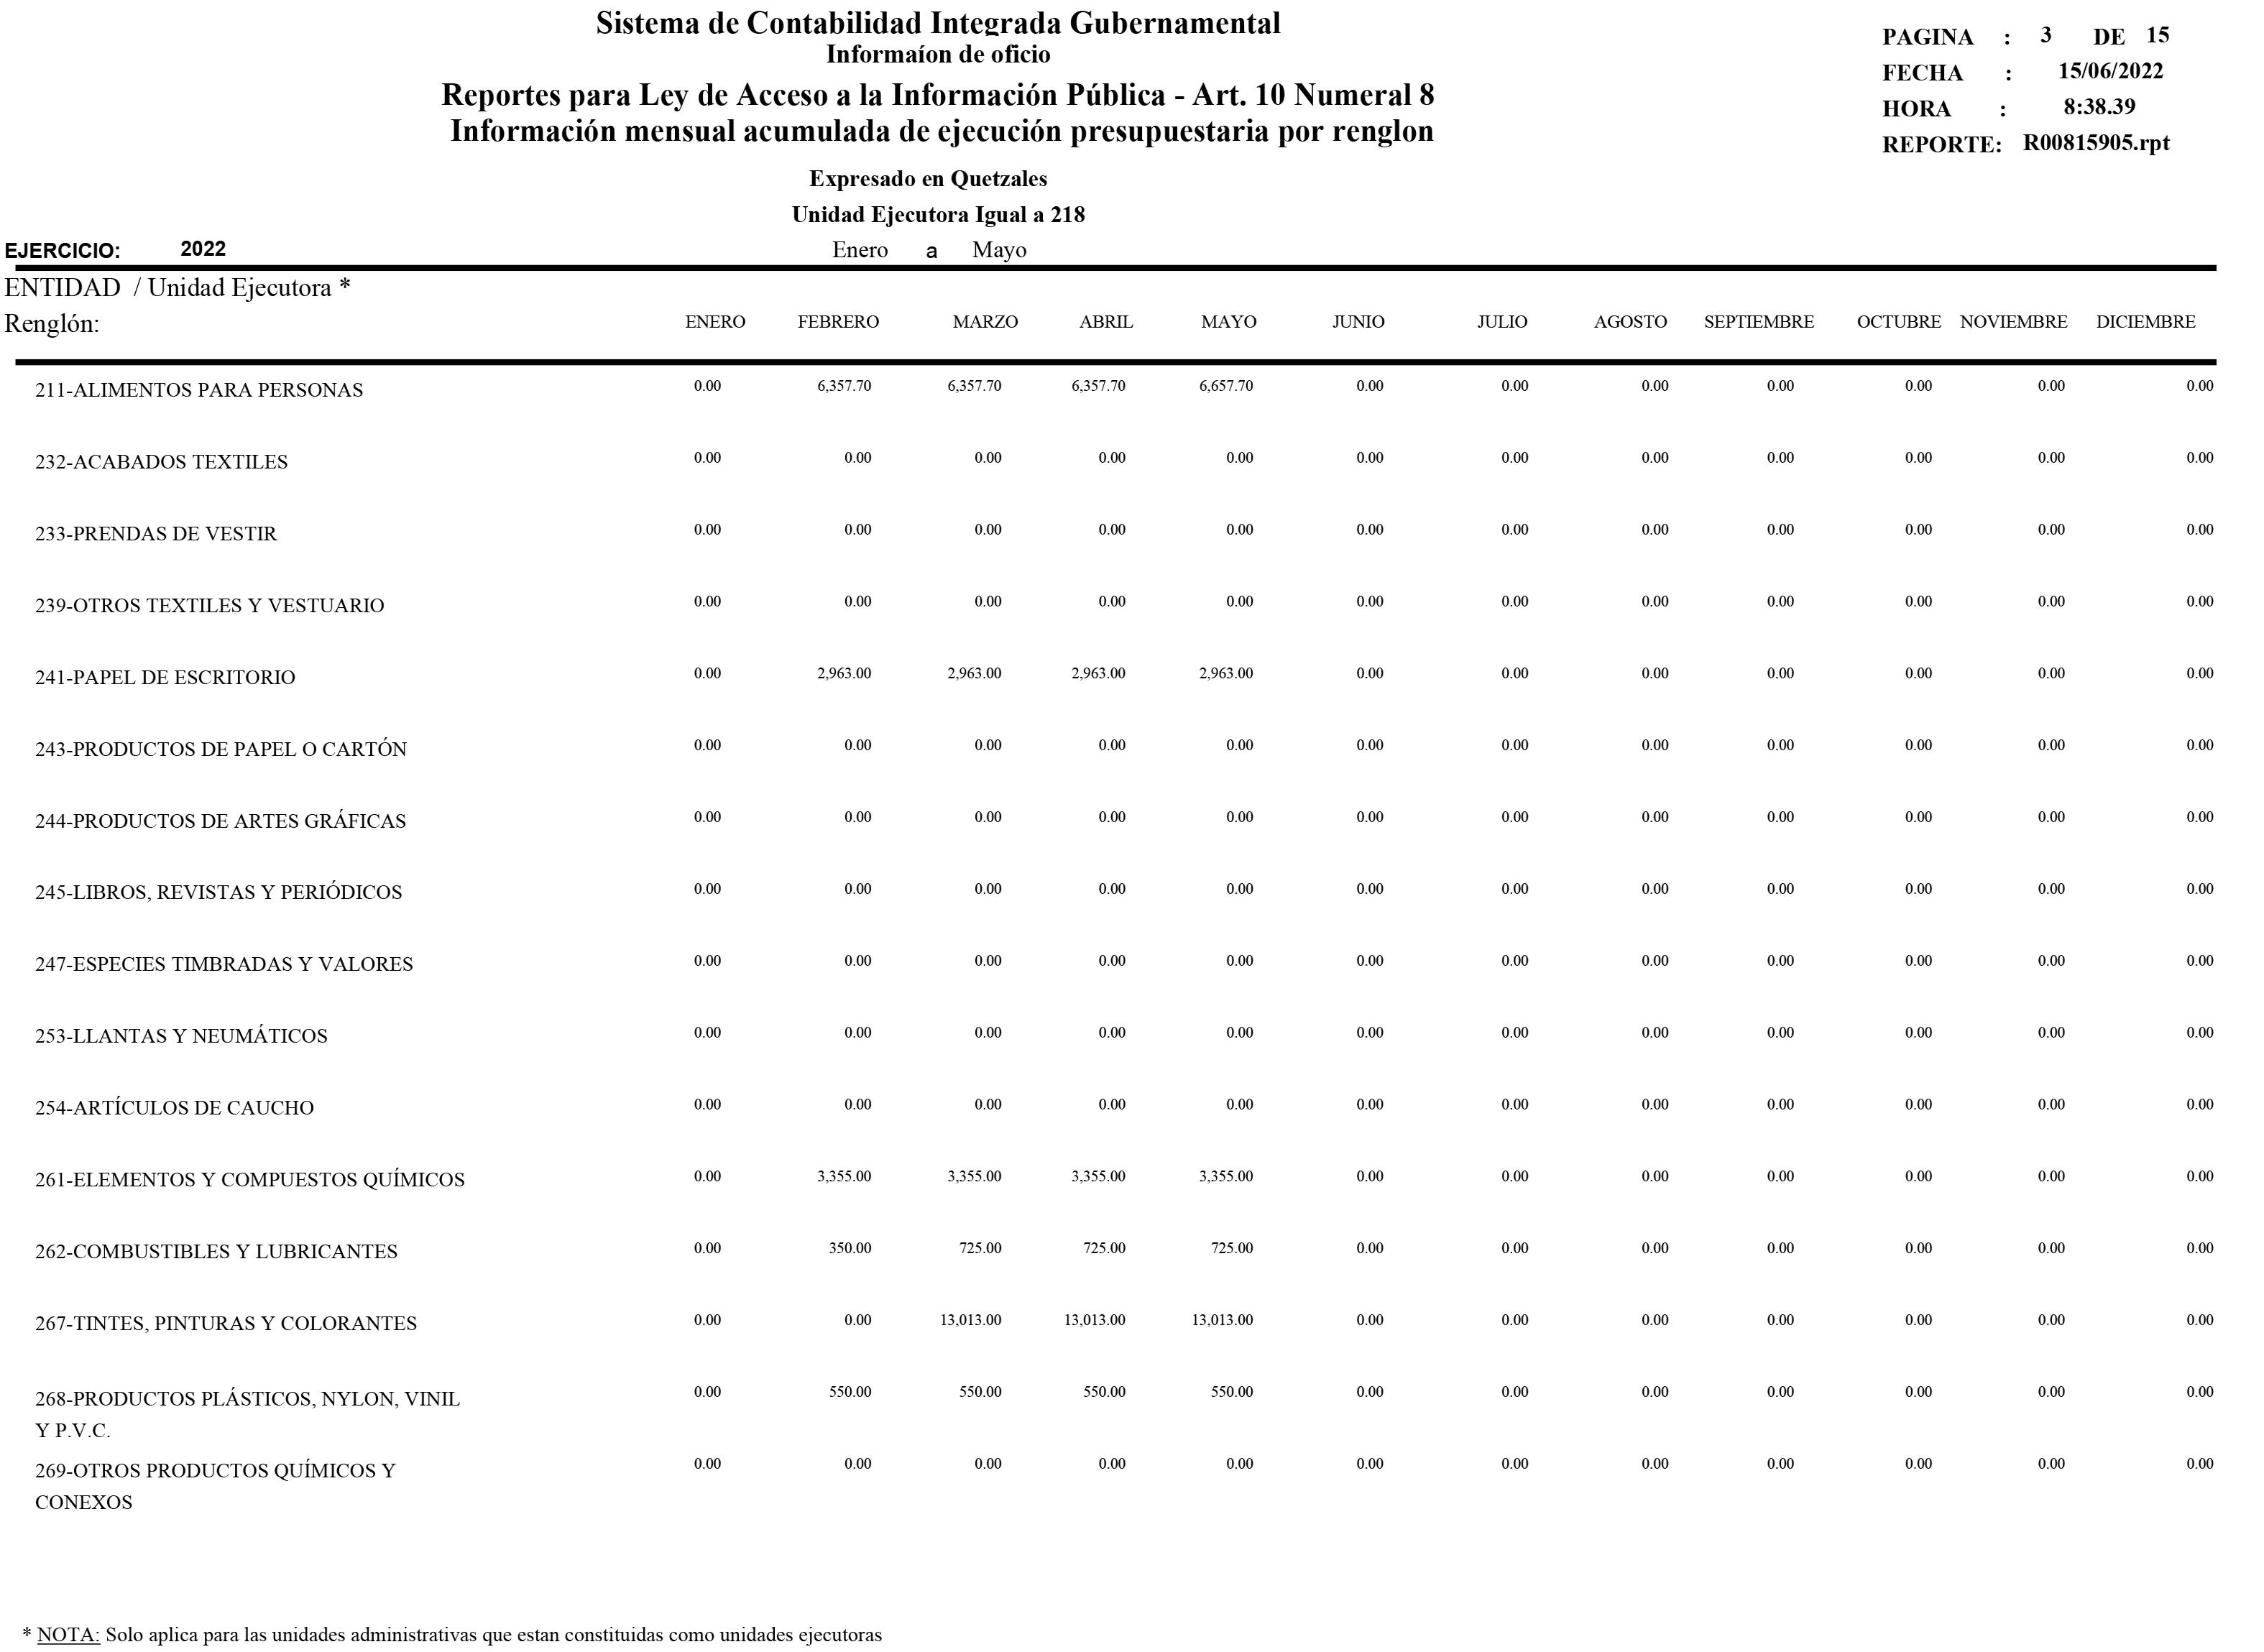 Sistema de Contabilidad Integrada Gubernamental
Informaíon de oficio
Reportes para Ley de Acceso a la Información Pública - Art. 10 Numeral 8
Información mensual acumulada de ejecución presupuestaria por renglon
Expresado en Quetzales
Unidad Ejecutora Igual a 218
PAGINA : 3 DE 15
FECHA : 15/06/2022
HORA : 8:38.39
REPORTE: R00815905.rpt
EJERCICIO: 2022 Enero a Mayo
ENTIDAD / Unidad Ejecutora *
Renglón: ENERO FEBRERO MARZO ABRIL MAYO JUNIO JULIO AGOSTO SEPTIEMBRE OCTUBRE NOVIEMBRE DICIEMBRE
211-ALIMENTOS PARA PERSONAS 0.00 6,357.70 6,357.70 6,357.70 6,657.70 0.00 0.00 0.00 0.00 0.00 0.00 0.00
232-ACABADOS TEXTILES 0.00 0.00 0.00 0.00 0.00 0.00 0.00 0.00 0.00 0.00 0.00 0.00
233-PRENDAS DE VESTIR 0.00 0.00 0.00 0.00 0.00 0.00 0.00 0.00 0.00 0.00 0.00 0.00
239-OTROS TEXTILES Y VESTUARIO 0.00 0.00 0.00 0.00 0.00 0.00 0.00 0.00 0.00 0.00 0.00 0.00
241-PAPEL DE ESCRITORIO 0.00 2,963.00 2,963.00 2,963.00 2,963.00 0.00 0.00 0.00 0.00 0.00 0.00 0.00
243-PRODUCTOS DE PAPEL O CARTÓN 0.00 0.00 0.00 0.00 0.00 0.00 0.00 0.00 0.00 0.00 0.00 0.00
244-PRODUCTOS DE ARTES GRÁFICAS 0.00 0.00 0.00 0.00 0.00 0.00 0.00 0.00 0.00 0.00 0.00 0.00
245-LIBROS, REVISTAS Y PERIÓDICOS 0.00 0.00 0.00 0.00 0.00 0.00 0.00 0.00 0.00 0.00 0.00 0.00
247-ESPECIES TIMBRADAS Y VALORES 0.00 0.00 0.00 0.00 0.00 0.00 0.00 0.00 0.00 0.00 0.00 0.00
253-LLANTAS Y NEUMÁTICOS 0.00 0.00 0.00 0.00 0.00 0.00 0.00 0.00 0.00 0.00 0.00 0.00
254-ARTÍCULOS DE CAUCHO 0.00 0.00 0.00 0.00 0.00 0.00 0.00 0.00 0.00 0.00 0.00 0.00
261-ELEMENTOS Y COMPUESTOS QUÍMICOS 0.00 3,355.00 3,355.00 3,355.00 3,355.00 0.00 0.00 0.00 0.00 0.00 0.00 0.00
262-COMBUSTIBLES Y LUBRICANTES 0.00 350.00 725.00 725.00 725.00 0.00 0.00 0.00 0.00 0.00 0.00 0.00
267-TINTES, PINTURAS Y COLORANTES 0.00 0.00 13,013.00 13,013.00 13,013.00 0.00 0.00 0.00 0.00 0.00 0.00 0.00
268-PRODUCTOS PLÁSTICOS, NYLON, VINIL 0.00 550.00 550.00 550.00 550.00 0.00 0.00 0.00 0.00 0.00 0.00 0.00
Y P.V.C.
269-OTROS PRODUCTOS QUÍMICOS Y 0.00 0.00 0.00 0.00 0.00 0.00 0.00 0.00 0.00 0.00 0.00 0.00
CONEXOS
* NOTA: Solo aplica para las unidades administrativas que estan constituidas como unidades ejecutoras